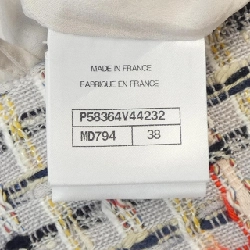 MADE IN FRANCE
FABRIQUE EN FRANCE
P58364V44232
MD794 38